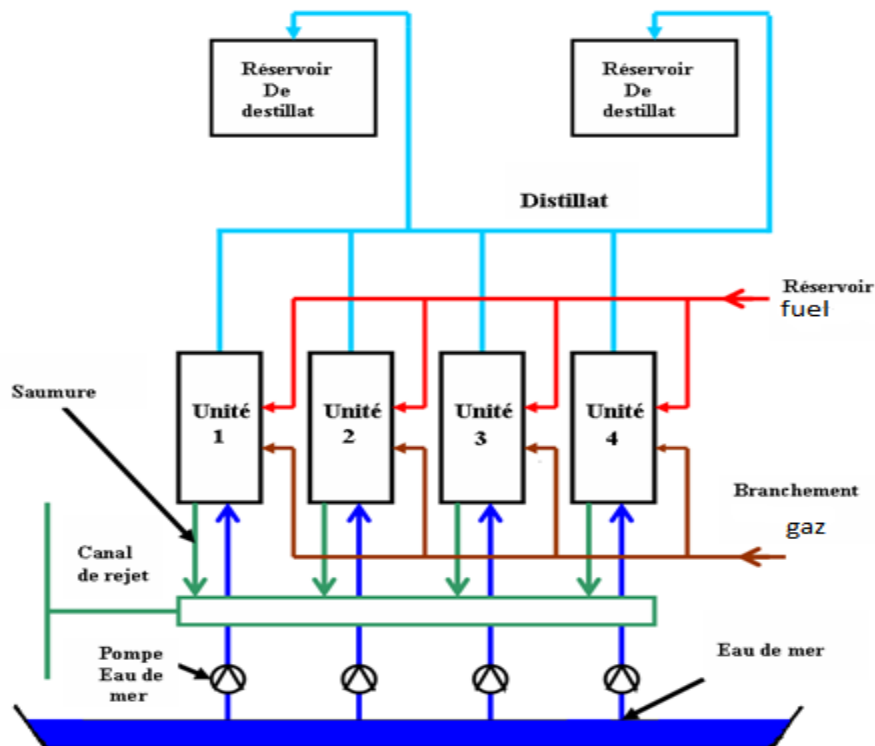 Réservoir
De
destillat
Réservoir
De
destillat
Distillat
Réservoir
fuel
Saumure
Unité
1
Unité
2
Unité
3
Unité
4
Branchement
gaz
Canal
de rejet
Pompe
Eau de
mer
Eau de mer